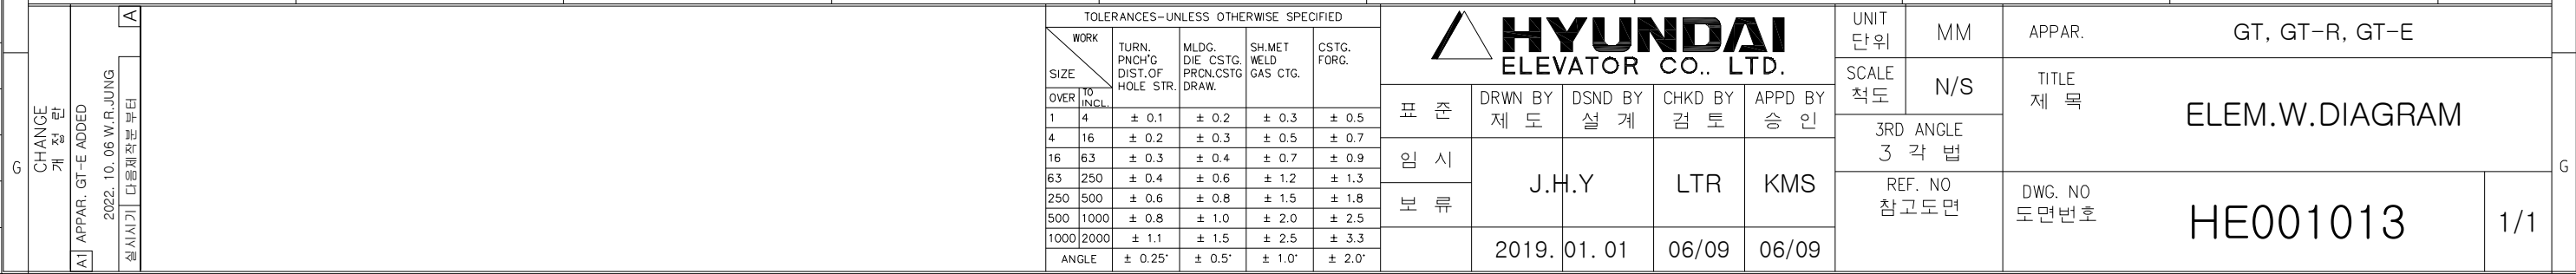 G
CHANGE
개 정 란
A1 APPAR. GT-E ADDED
2022. 10. 06 W.R.JUNG
실시시기 다음제작분 부터
A
TOLERANCES-UNLESS OTHERWISE SPECIFIED
WORK
SIZE
OVER TO INCL.
TURN. PNCH'G DIST.OF HOLE STR.
MLDG. DIE CSTG. PRCN.CSTG DRAW.
SH.MET WELD GAS CTG.
CSTG. FORG.
1 4 ± 0.1 ± 0.2 ± 0.3 ± 0.5
4 16 ± 0.2 ± 0.3 ± 0.5 ± 0.7
16 63 ± 0.3 ± 0.4 ± 0.7 ± 0.9
63 250 ± 0.4 ± 0.6 ± 1.2 ± 1.3
250 500 ± 0.6 ± 0.8 ± 1.5 ± 1.8
500 1000 ± 0.8 ± 1.0 ± 2.0 ± 2.5
1000 2000 ± 1.1 ± 1.5 ± 2.5 ± 3.3
ANGLE ± 0.25° ± 0.5° ± 1.0° ± 2.0°
HYUNDAI
ELEVATOR CO.. LTD.
표 준
임 시
보 류
DRWN BY DSND BY CHKD BY APPD BY
제 도 설 계 검 토 승 인
J.H.Y LTR KMS
2019. 01. 01 06/09 06/09
UNIT
단위
MM
SCALE
척도
N/S
3RD ANGLE
3 각 법
REF. NO
참고도면
APPAR. GT, GT-R, GT-E
TITLE
제 목
ELEM.W.DIAGRAM
DWG. NO
도면번호
HE001013
1/1
G